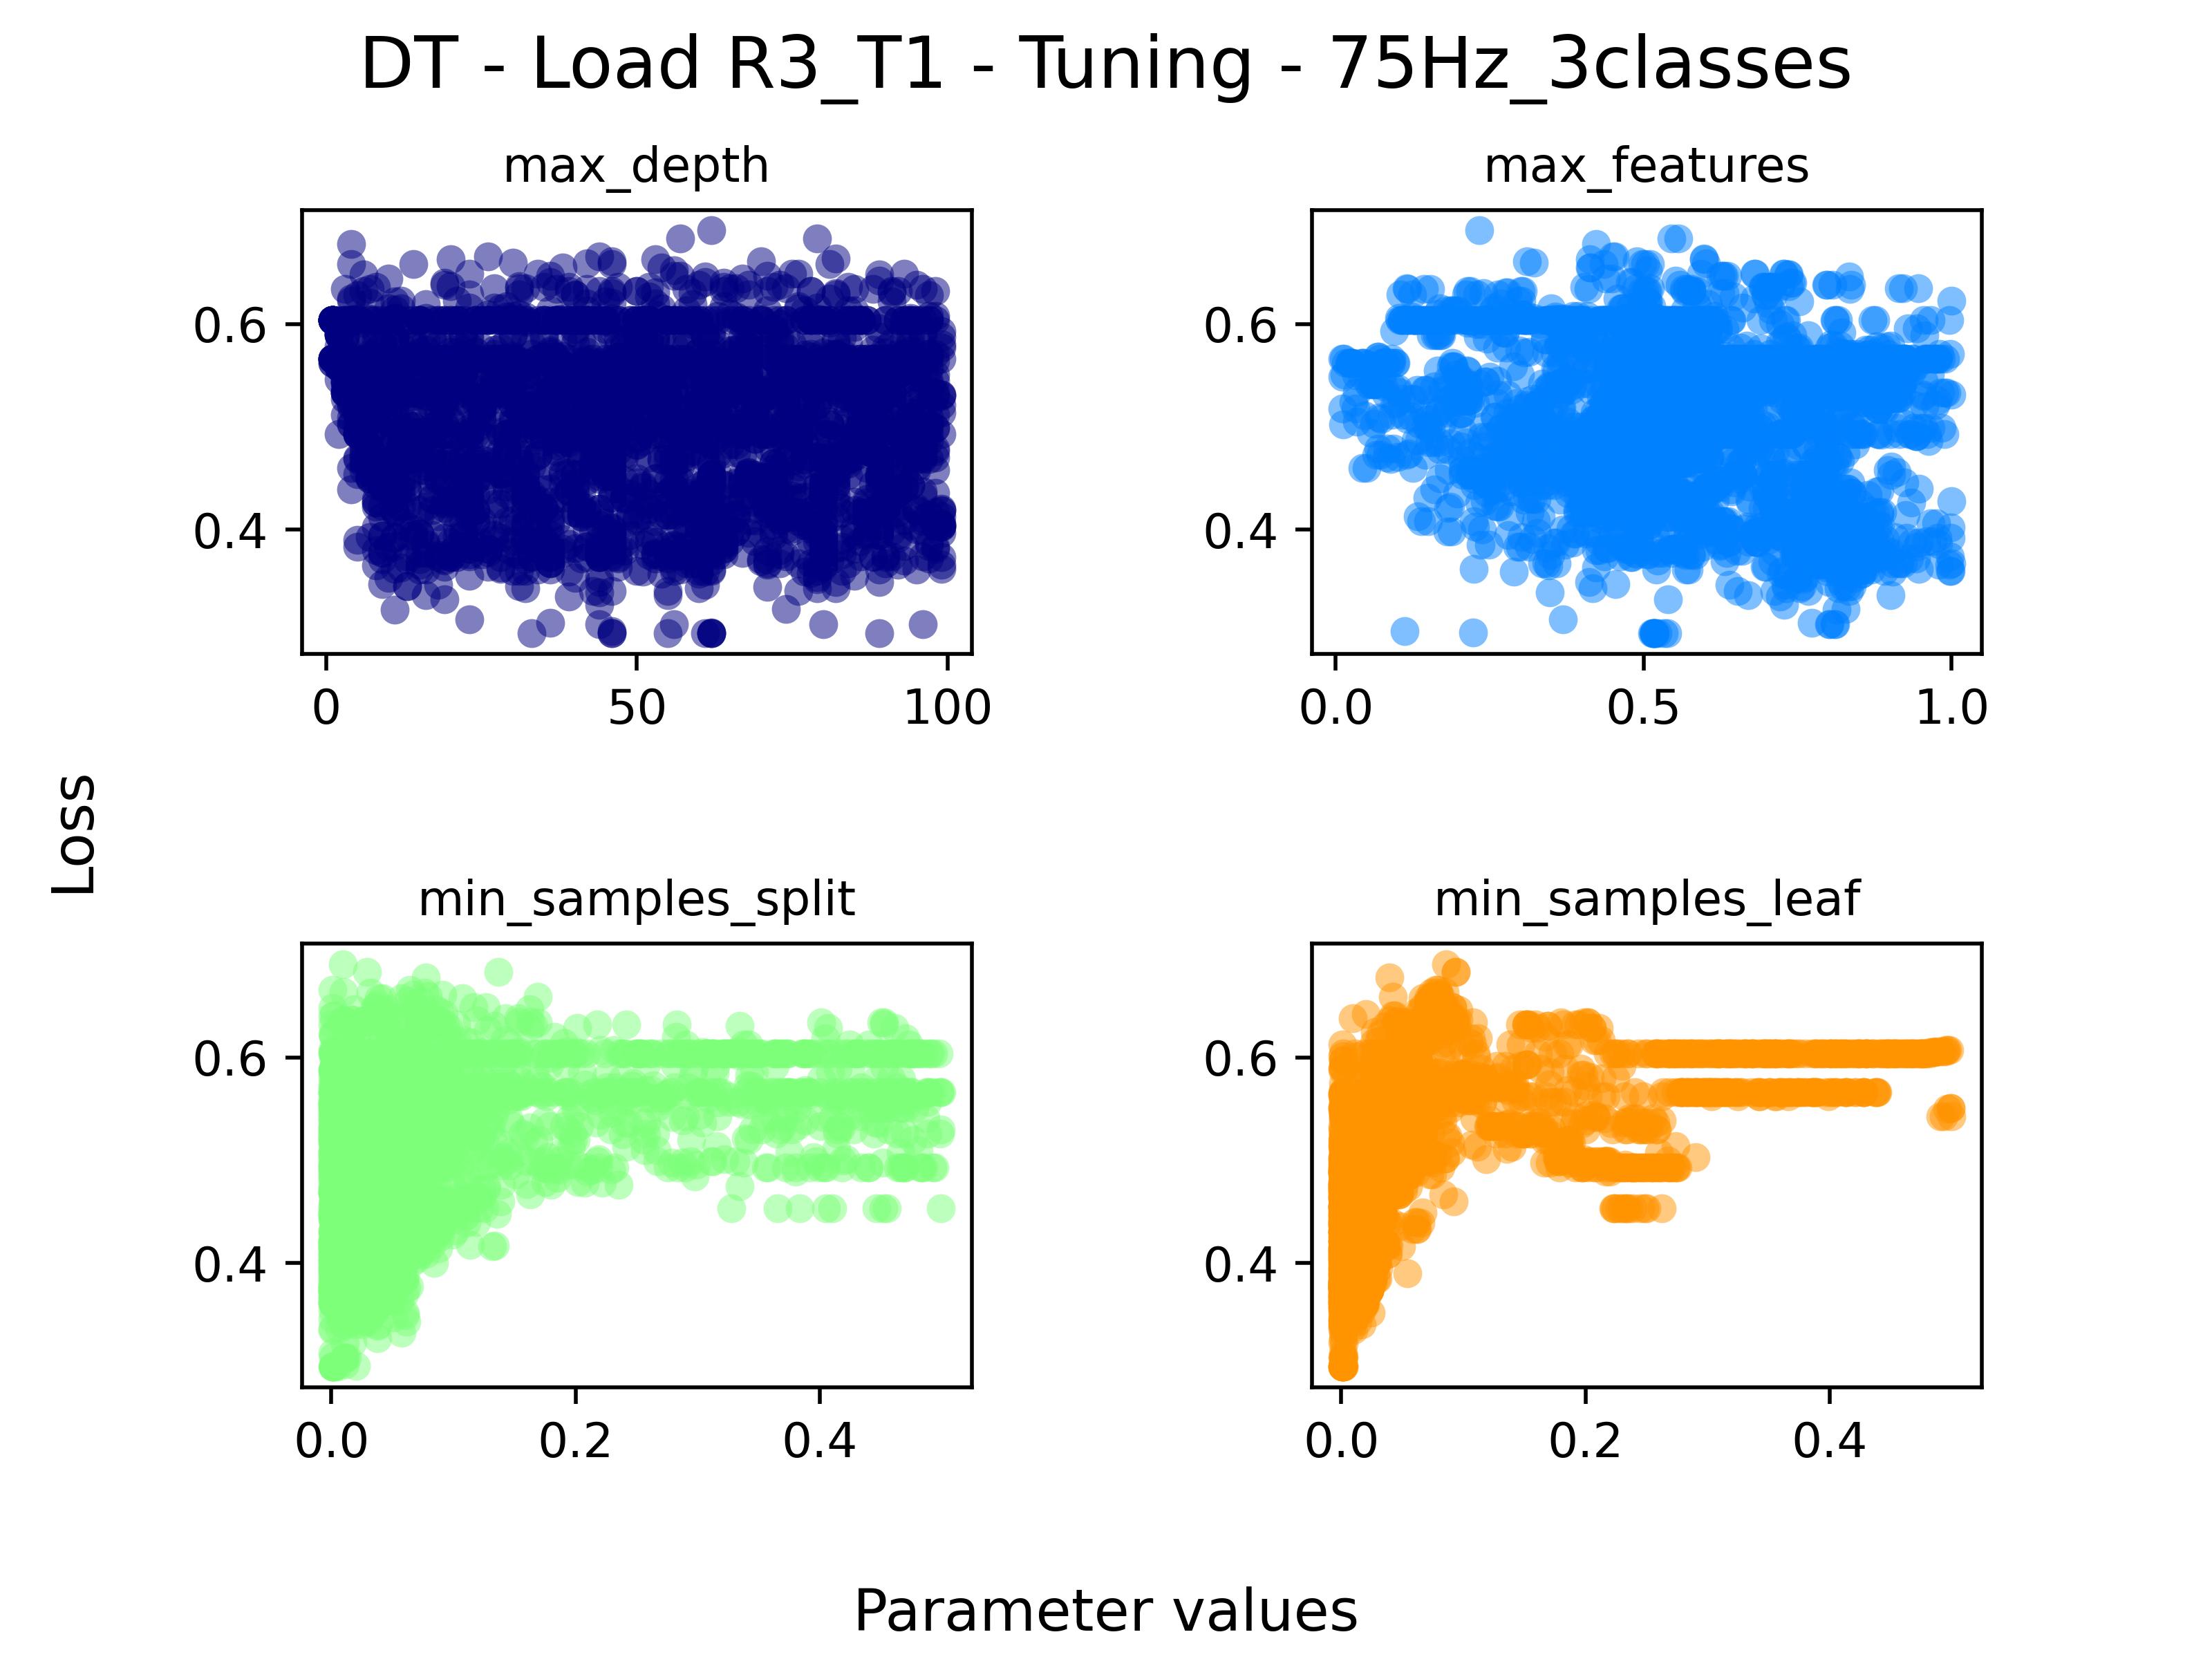 DT - Load R3_T1 - Tuning - 75Hz_3classes
max_depth
max_features
0.6
0.4
0
50
100
0.6
0.4
0.0
0.5
1.0
Loss
min_samples_split
min_samples_leaf
0.6
0.4
0.0
0.2
0.4
0.6
0.4
0.0
0.2
0.4
Parameter values